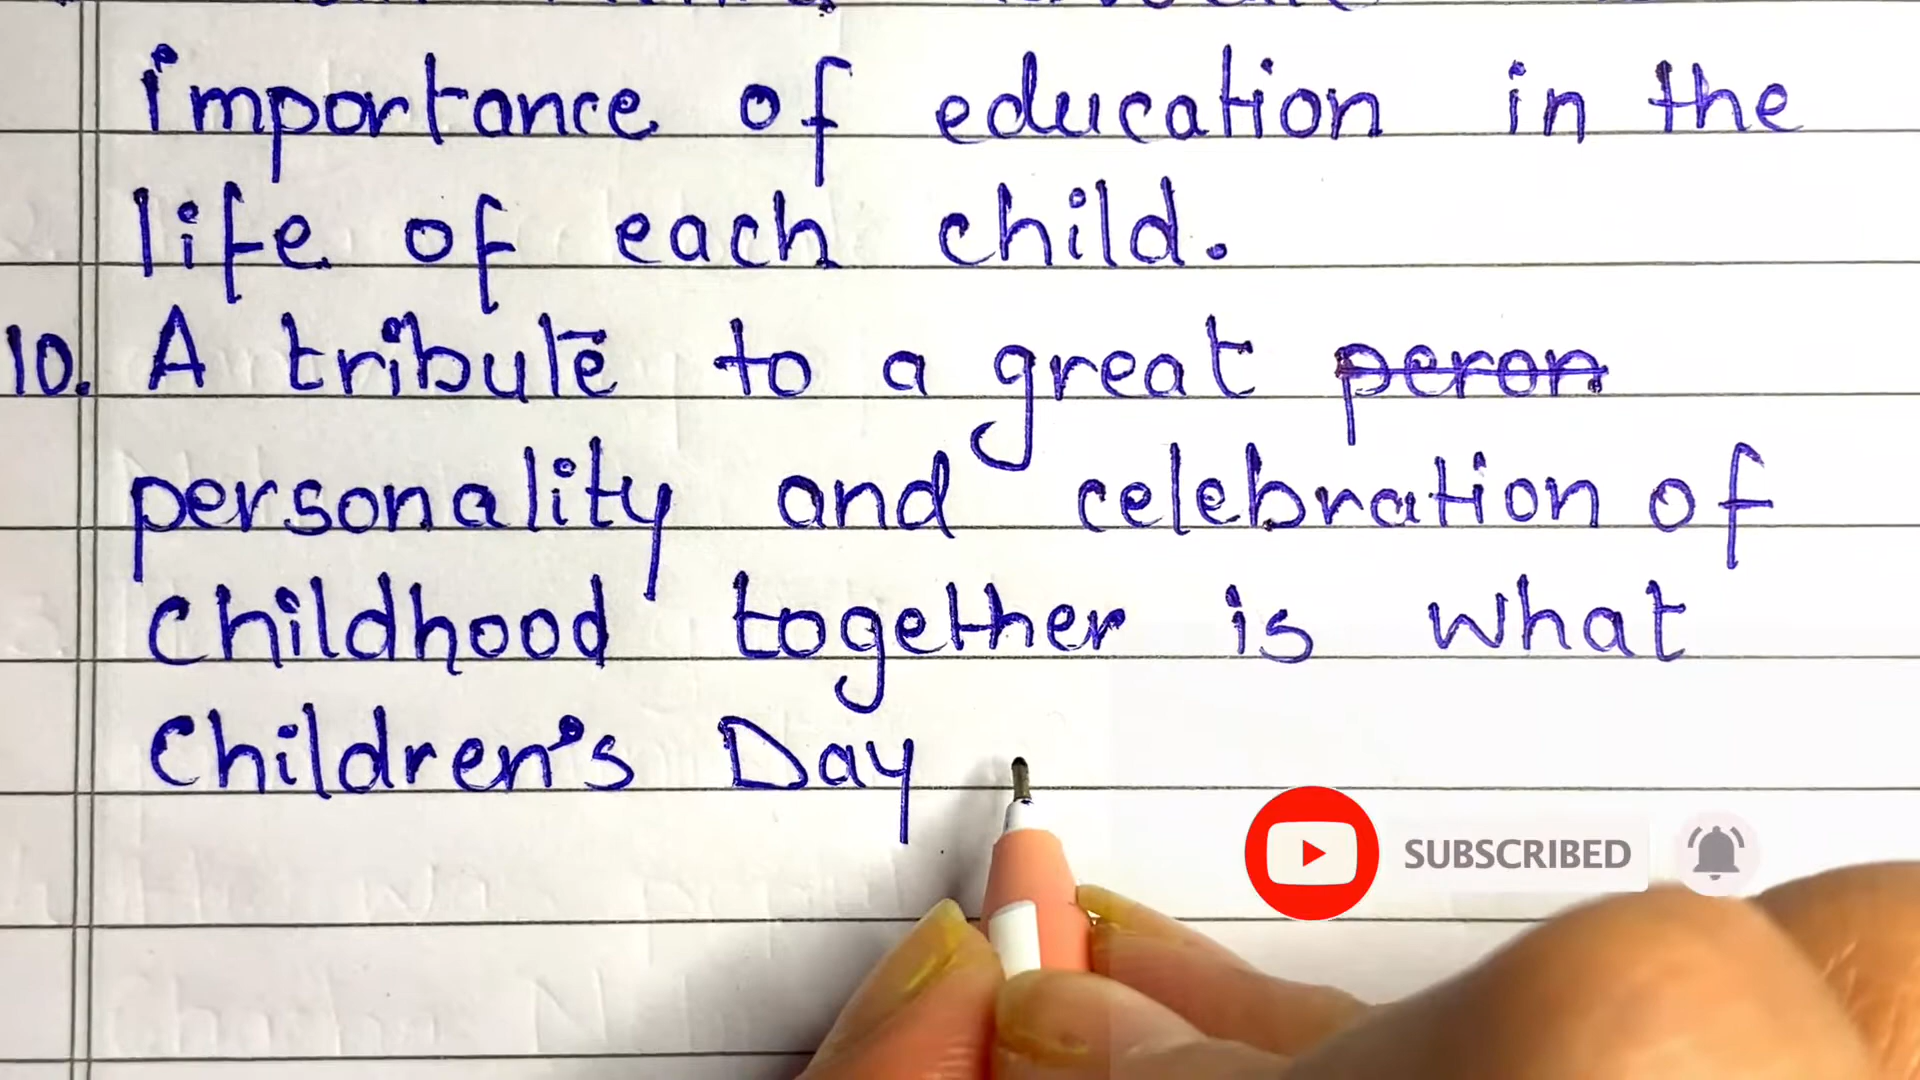 importance of education in the
life of each child.
10. A tribute to a great peron
personality and celebration of
childhood together is what
Children's Day
SUBSCRIBED